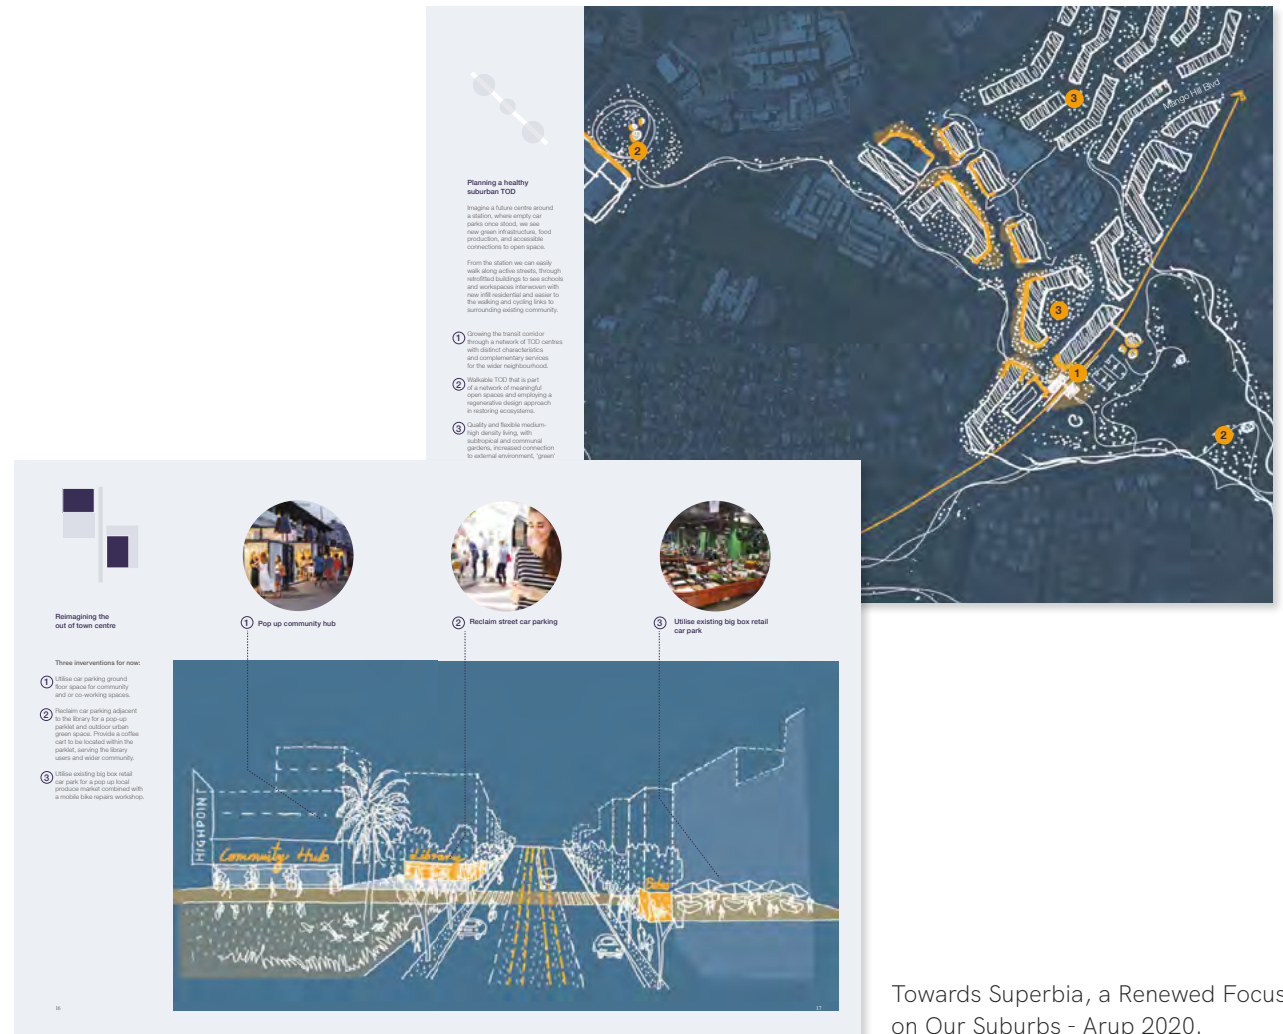 Planning a healthy
suburban TOD
Imagine a future centre around
a station, where empty car
parks once stood, we see
new green infrastructure, food
production, and accessible
connections to open space.
From the station we can easily
walk along active streets, through
retrofitted buildings to see schools
and workspaces interwoven with
new infill residential and easier to
the walking and cycling links to
surrounding existing community.
1 Growing the transit corridor
through a network of TOD centres
with distinct characteristics
and complementary services
for the wider neighbourhood.
2 Walkable TOD that is part
of a network of meaningful
open spaces and employing a
regenerative design approach
in restoring ecosystems.
3 Quality and flexible medium-
high density living, with
subtropical and communal
gardens, increased connection
to external environment, 'green'
2
3
Mango Hill Blvd
3
1
2
Reimagining the
out of town centre
Three inverventions for now:
1 Utilise car parking ground
floor space for community
and or co-working spaces.
2 Reclaim car parking adjacent
to the library for a pop-up
parklet and outdoor urban
green space. Provide a coffee
cart to be located within the
parklet, serving the library
users and wider community.
3 Utilise existing big box retail
car park for a pop up local
produce market combined with
a mobile bike repairs workshop.
1 Pop up community hub
2 Reclaim street car parking
3 Utilise existing big box retail
car park
HIGHPOINT
Community Hub
Library
16
17
Towards Superbia, a Renewed Focus
on Our Suburbs - Arup 2020.